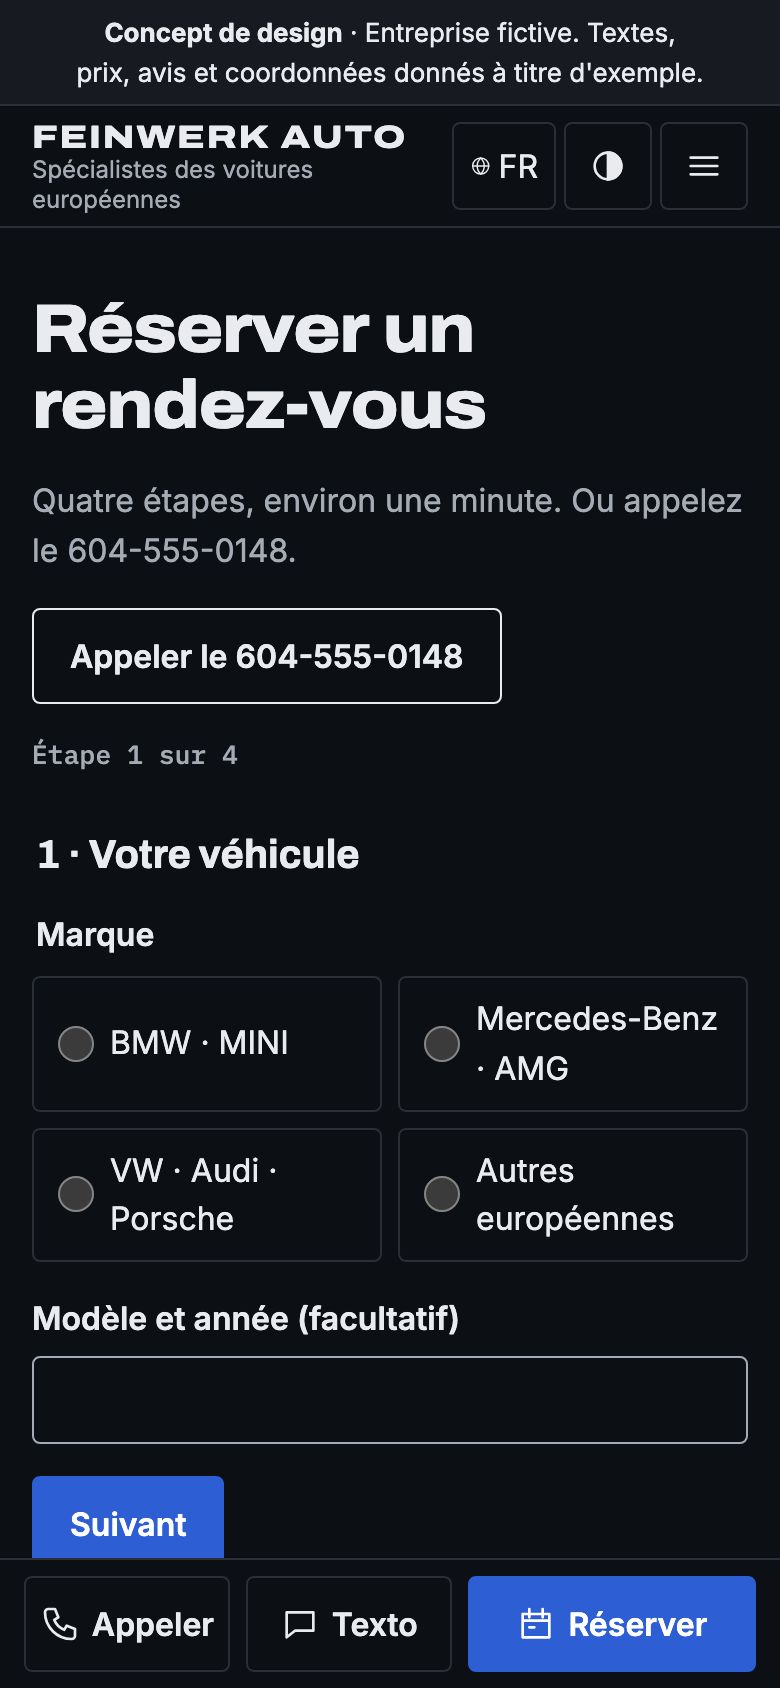 Concept de design · Entreprise fictive. Textes,
prix, avis et coordonnées donnés à titre d'exemple.
FEINWERK AUTO
Spécialistes des voitures
européennes
FR
Réserver un
rendez-vous
Quatre étapes, environ une minute. Ou appelez
le 604-555-0148.
Appeler le 604-555-0148
Étape 1 sur 4
1 · Votre véhicule
Marque
BMW · MINI
Mercedes-Benz
· AMG
VW · Audi ·
Porsche
Autres
européennes
Modèle et année (facultatif)
Suivant
Appeler
Texto
Réserver